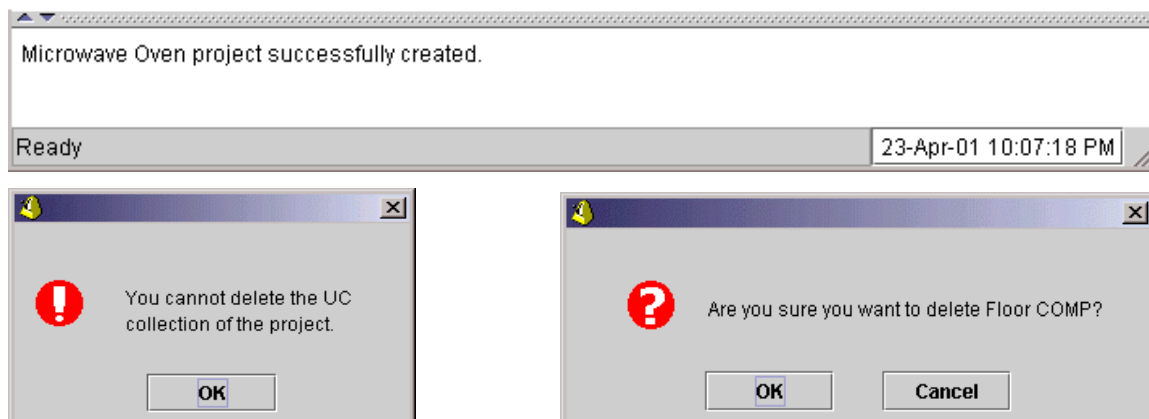 Microwave Oven project successfully created.
Ready
23-Apr-01 10:07:18 PM
You cannot delete the UC
collection of the project.
OK
Are you sure you want to delete Floor COMP?
OK
Cancel